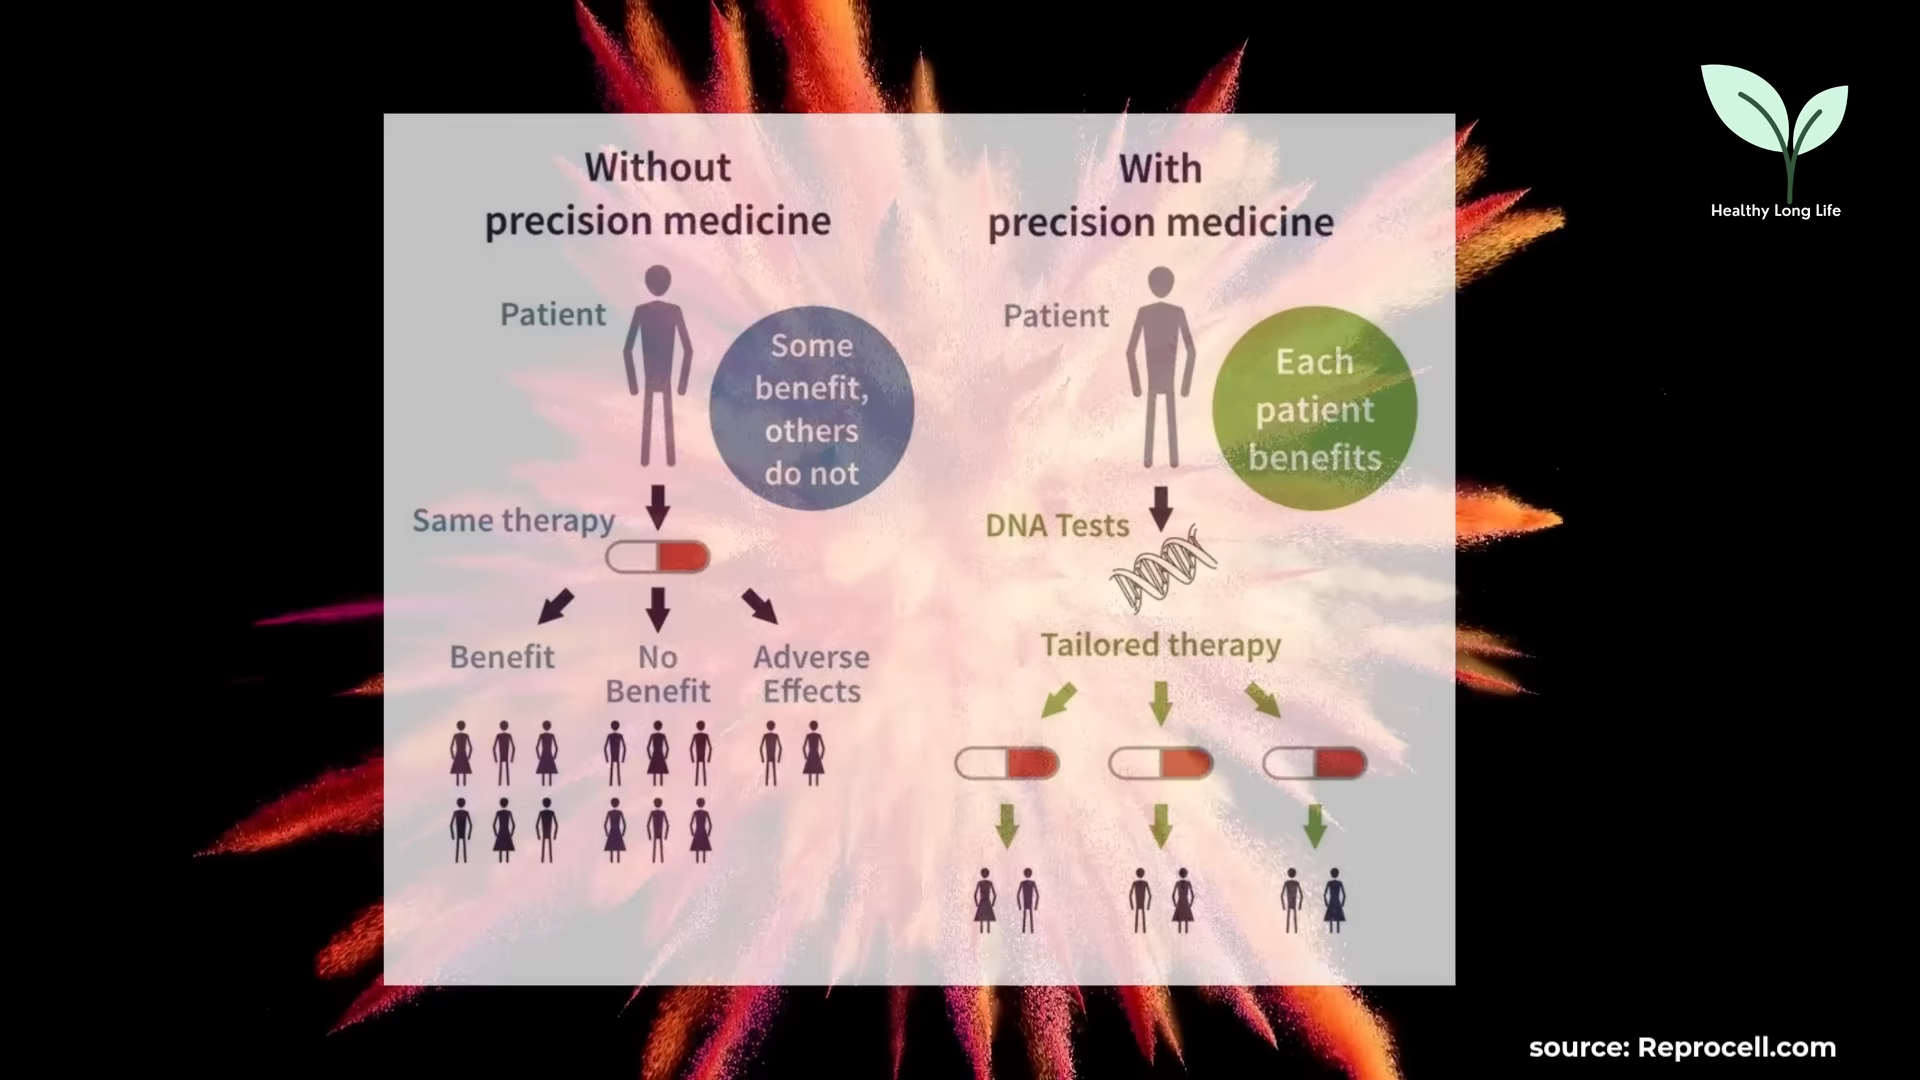 Without
precision medicine
Patient
Some
benefit,
others
do not
Same therapy
Benefit
No
Benefit
Adverse
Effects
With
precision medicine
Patient
Each
patient
benefits
DNA Tests
Tailored therapy
Healthy Long Life
source: Reprocell.com